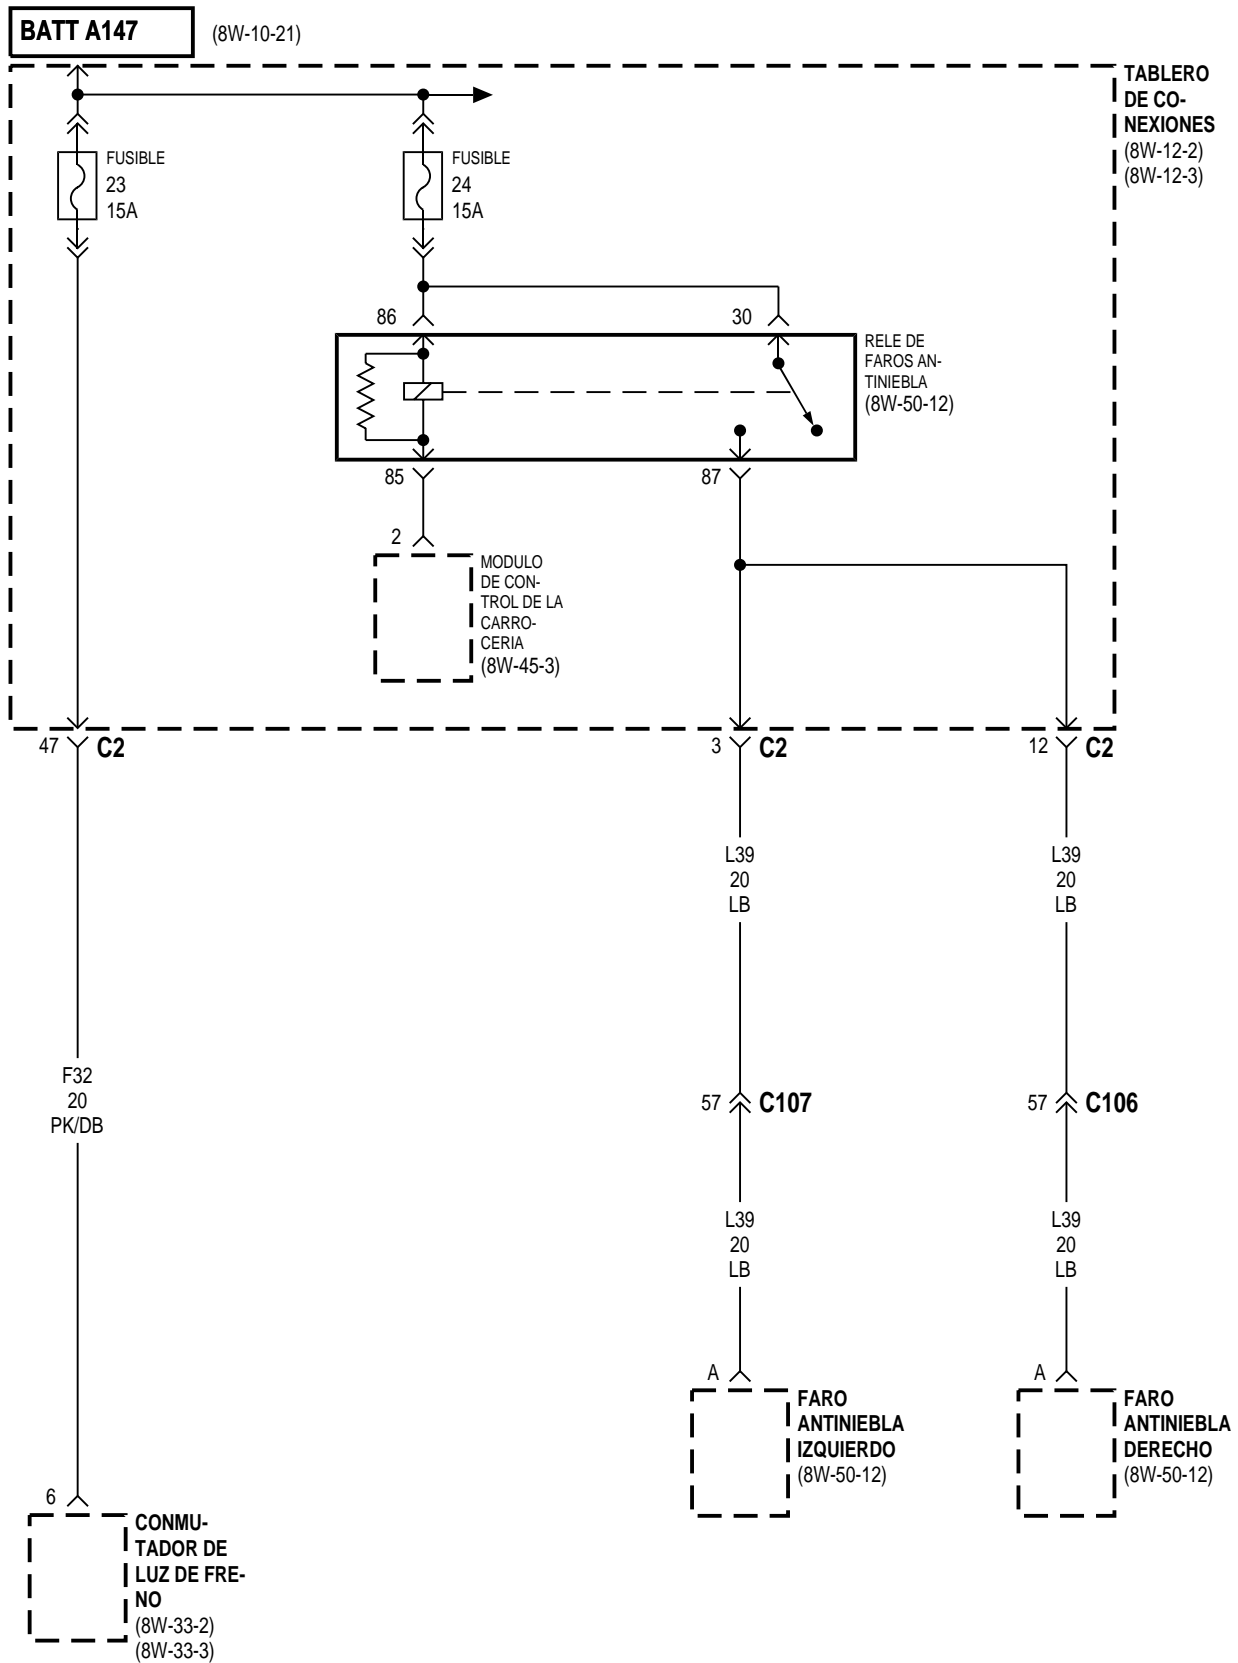 BATT A147
(8W-10-21)
TABLERO
DE CO-
NEXIONES
(8W-12-2)
(8W-12-3)
FUSIBLE
23
15A
FUSIBLE
24
15A
86
30
RELE DE
FAROS AN-
TINIEBLA
(8W-50-12)
85
87
2
MODULO
DE CON-
TROL DE LA
CARRO-
CERIA
(8W-45-3)
47
C2
3
C2
12
C2
L39
20
LB
L39
20
LB
F32
20
PK/DB
57
C107
57
C106
L39
20
LB
L39
20
LB
A
FARO
ANTINIEBLA
IZQUIERDO
(8W-50-12)
A
FARO
ANTINIEBLA
DERECHO
(8W-50-12)
6
CONMU-
TADOR DE
LUZ DE FRE-
NO
(8W-33-2)
(8W-33-3)